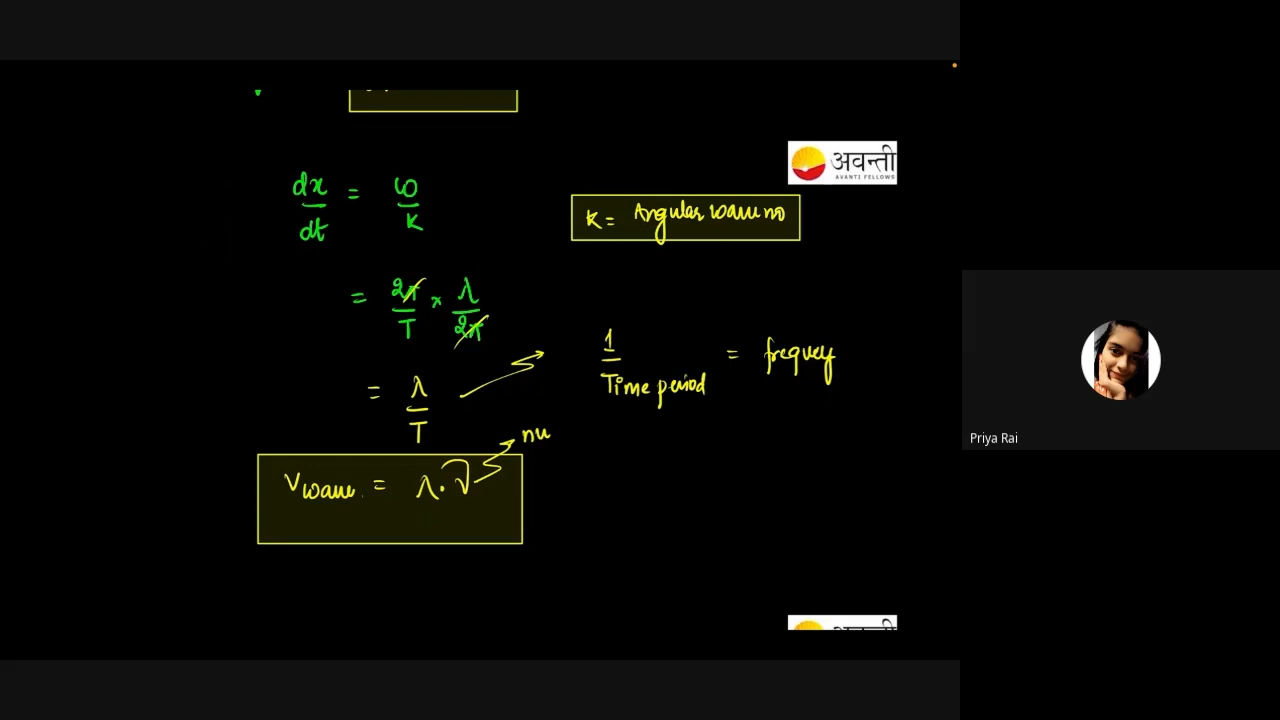 अवन्ती
AVANTI FELLOWS
dx/dt = ω/K
K = Angular wave no
= 2π/T × λ/2π
= λ/T
1/Time period = frequey
nu
Vwave = λ.ν
Priya Rai